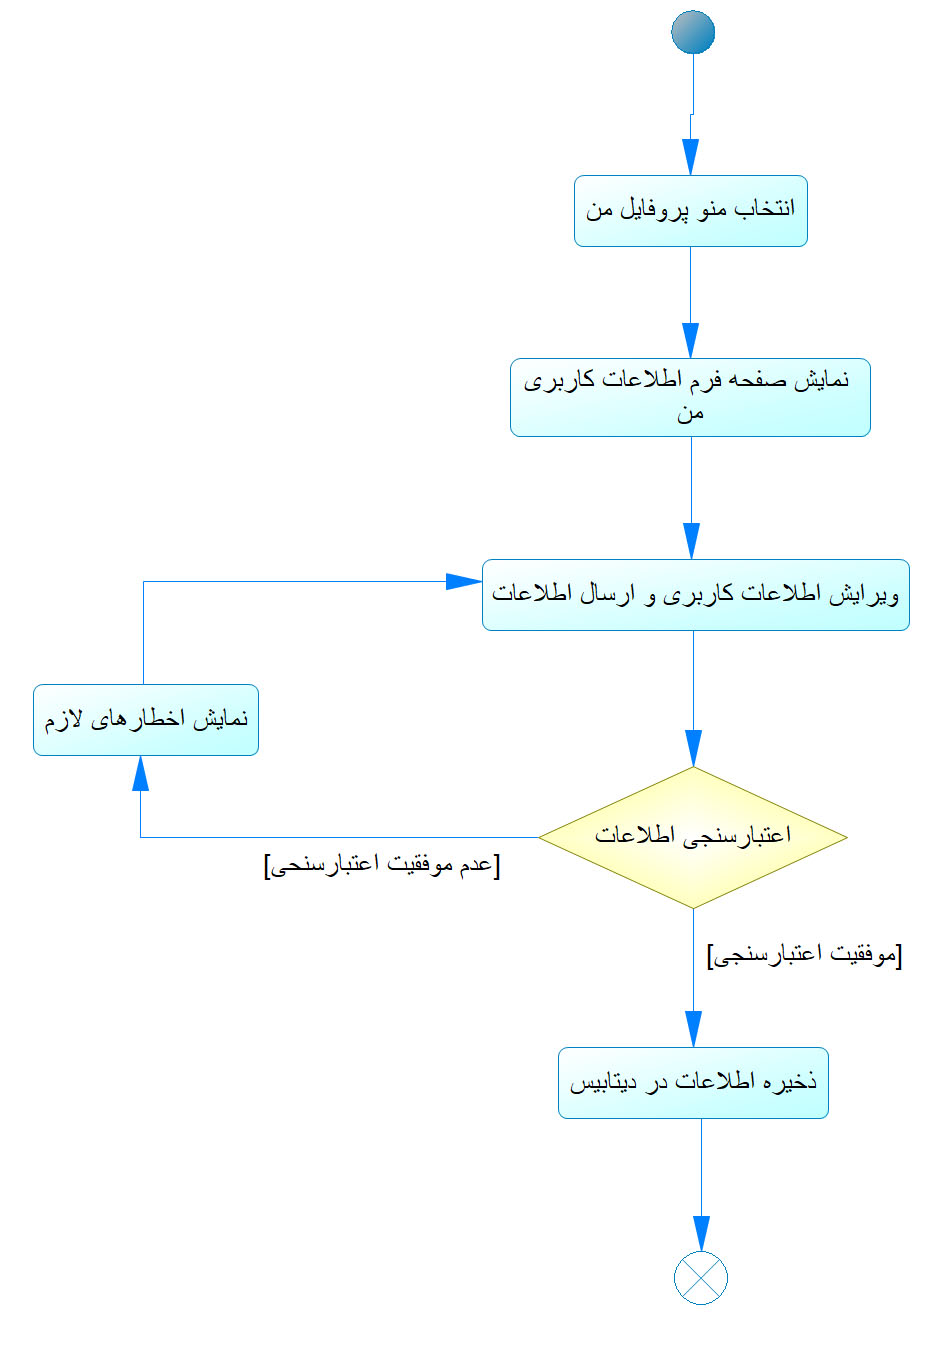 انتخاب منو پروفایل من
نمایش صفحه فرم اطلاعات کاربری
من
ویرایش اطلاعات کاربری و ارسال اطلاعات
نمایش اخطارهای لازم
اعتبارسنجی اطلاعات
[عدم موفقیت اعتبارسنحی]
[موفقیت اعتبارسنجی]
ذخیره اطلاعات در دیتابیس